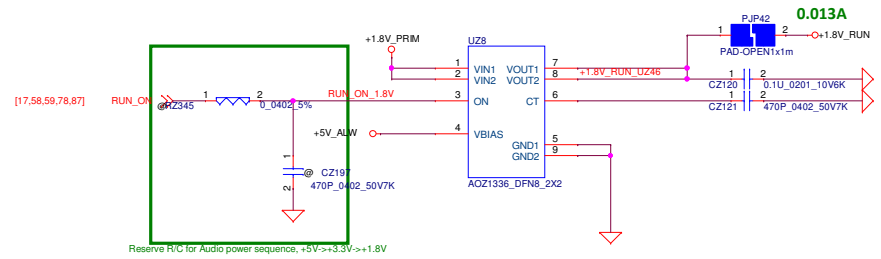 0.013A
PJP42
1 2
+1.8V_RUN
PAD-OPEN1x1m
+1.8V_PRIM
UZ8
1 VIN1 VOUT1 7
2 VIN2 VOUT2 8
+1.8V_RUN_UZ46
CZ120 1 2 0.1U_0201_10V6K
[17,58,59,78,87] RUN_ON
@RZ345 1 2 0_0402_5%
RUN_ON_1.8V
3 ON CT 6
CZ121 1 2 470P_0402_50V7K
+5V_ALW
4 VBIAS
GND1 5
GND2 9
1
@ CZ197
2
470P_0402_50V7K
AOZ1336_DFN8_2X2
Reserve R/C for Audio power sequence, +5V->+3.3V->+1.8V